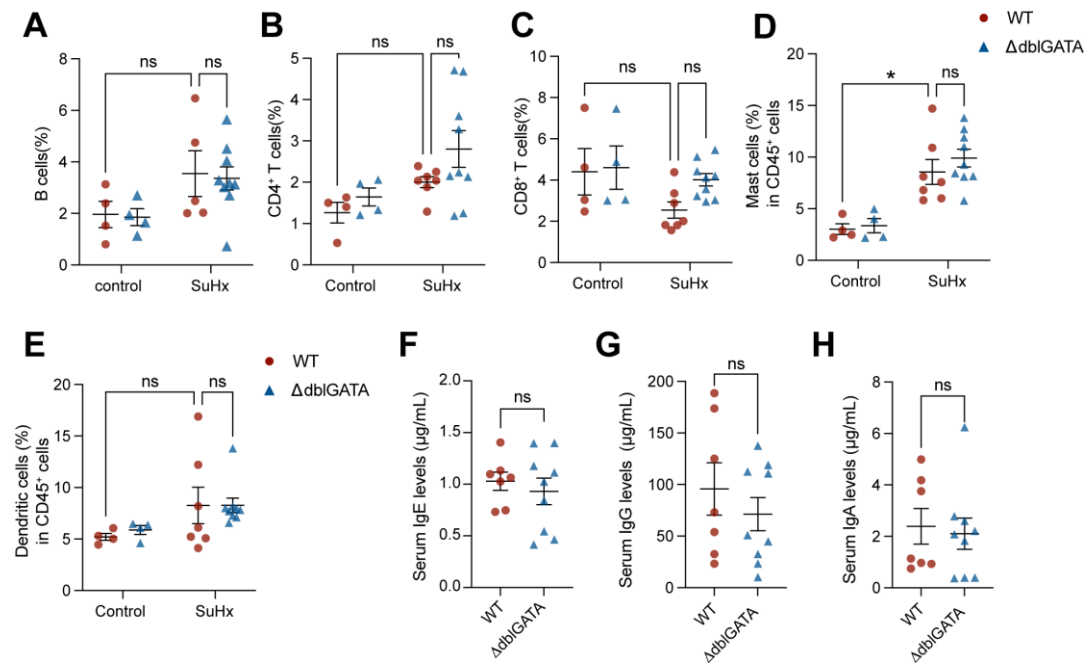 A
B
C
D
WT
ΔdblGATA
B cells(%)
8
6
4
2
0
ns
ns
control
SuHx
CD4⁺ T cells(%)
5
4
3
2
1
0
ns
ns
Control
SuHx
CD8⁺ T cells(%)
10
8
6
4
2
0
ns
ns
Control
SuHx
Mast cells (%)
in CD45⁺ cells
20
15
10
5
0
*
ns
Control
SuHx
E
WT
ΔdblGATA
F
G
H
Dendritic cells (%)
in CD45⁺ cells
20
15
10
5
0
ns
ns
Control
SuHx
Serum IgE levels (μg/mL)
2.0
1.5
1.0
0.5
0.0
ns
WT
ΔdblGATA
Serum IgG levels (μg/mL)
200
150
100
50
0
ns
WT
ΔdblGATA
Serum IgA levels (μg/mL)
8
6
4
2
0
ns
WT
ΔdblGATA